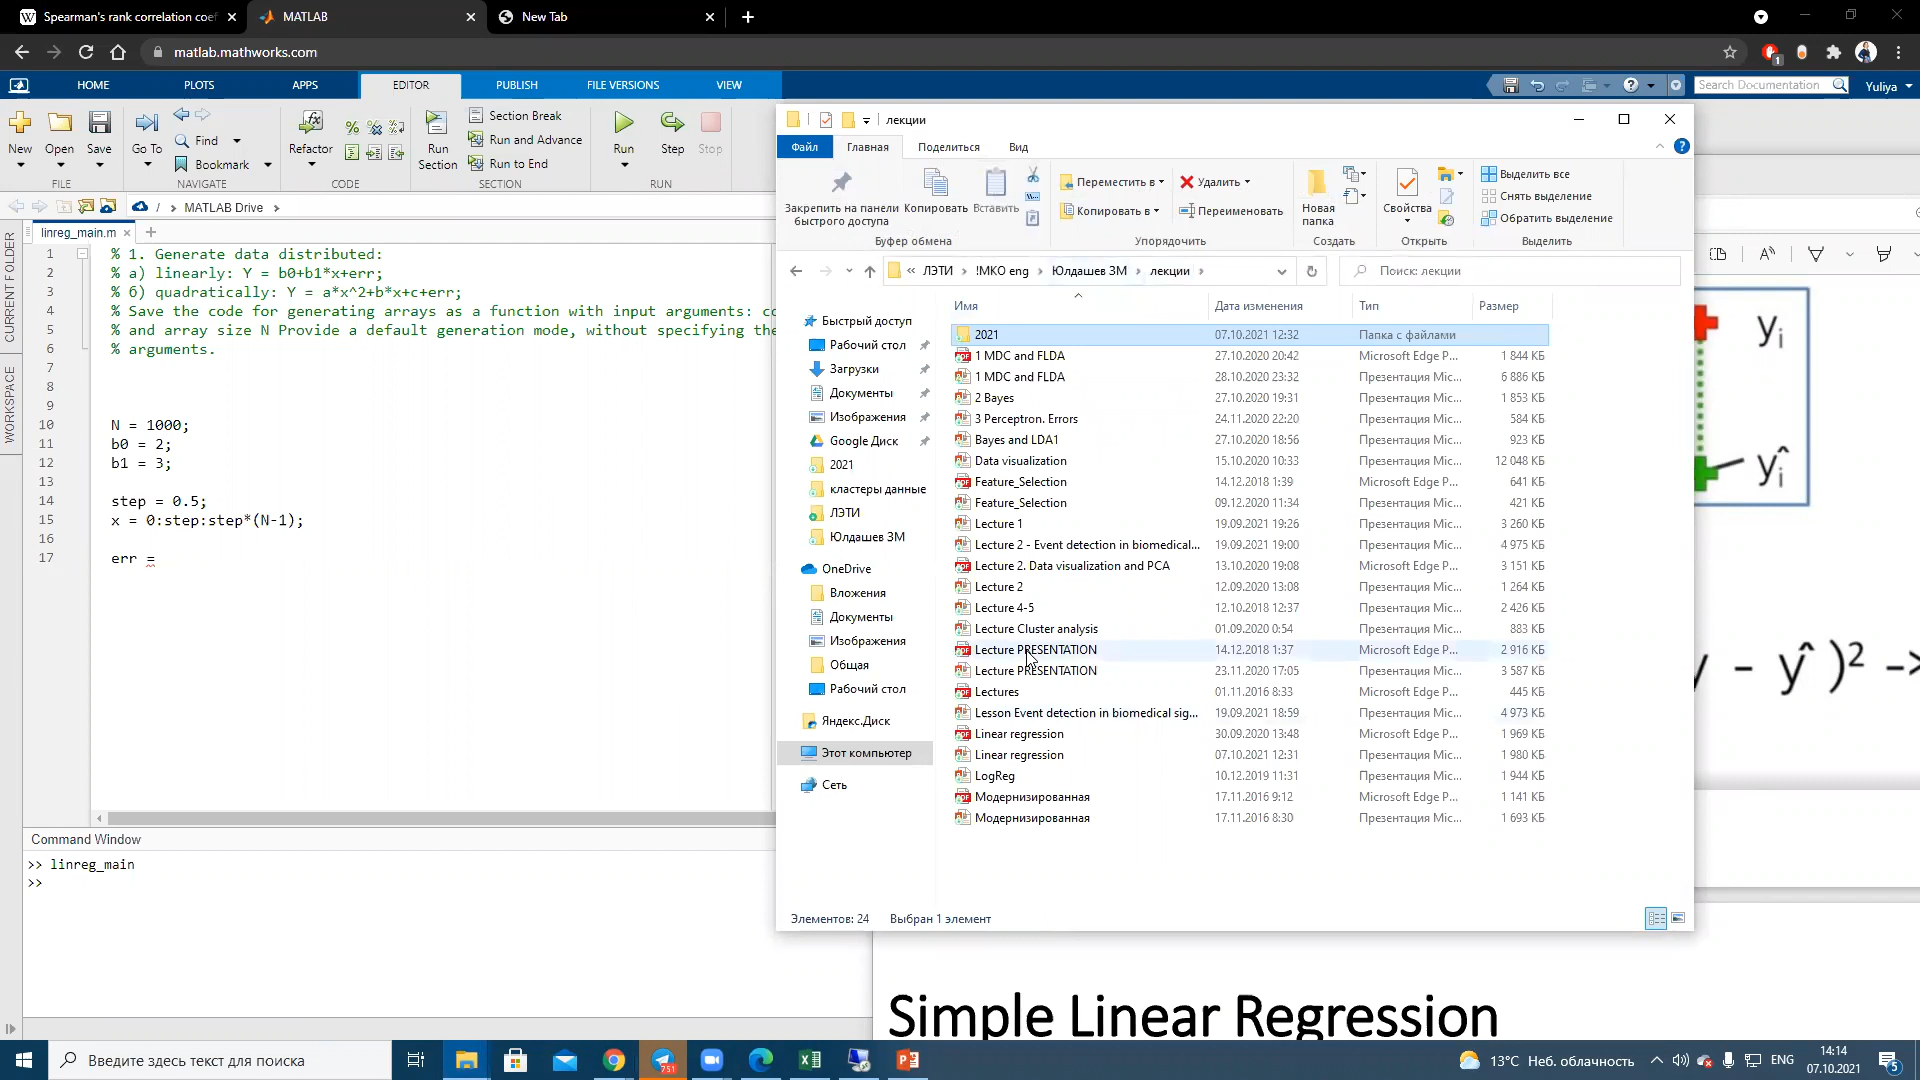 Spearman's rank correlation coef
MATLAB
New Tab
matlab.mathworks.com
HOME
PLOTS
APPS
EDITOR
PUBLISH
FILE VERSIONS
VIEW
Search Documentation
Yuliya
New
Open
Save
FILE
Go To
Find
Bookmark
NAVIGATE
Refactor
CODE
Run
Section
Section Break
Run and Advance
Run to End
SECTION
Run
Step
Stop
RUN
/ MATLAB Drive
CURRENT FOLDER
WORKSPACE
linreg_main.m
1 % 1. Generate data distributed:
2 % a) linearly: Y = b0+b1*x+err;
3 % б) quadratically: Y = a*x^2+b*x+c+err;
4 % Save the code for generating arrays as a function with input arguments: co
5 % and array size N Provide a default generation mode, without specifying the
6 % arguments.
7
8
9
10 N = 1000;
11 b0 = 2;
12 b1 = 3;
13
14 step = 0.5;
15 x = 0:step:step*(N-1);
16
17 err =
Command Window
>> linreg_main
>>
лекции
Файл
Главная
Поделиться
Вид
Закрепить на панели
быстрого доступа
Копировать
Вставить
Буфер обмена
Переместить в
Копировать в
Удалить
Переименовать
Упорядочить
Новая
папка
Создать
Свойства
Открыть
Выделить все
Снять выделение
Обратить выделение
Выделить
« ЛЭТИ › !МКО eng › Юлдашев ЗМ › лекции ›
Поиск: лекции
Имя Дата изменения Тип Размер
Быстрый доступ
Рабочий стол
Загрузки
Документы
Изображения
Google Диск
2021
кластеры данные
ЛЭТИ
Юлдашев ЗМ
OneDrive
Вложения
Документы
Изображения
Общая
Рабочий стол
Яндекс.Диск
Этот компьютер
Сеть
2021 07.10.2021 12:32 Папка с файлами
1 MDC and FLDA 27.10.2020 20:42 Microsoft Edge P... 1 844 КБ
1 MDC and FLDA 28.10.2020 23:32 Презентация Mic... 6 886 КБ
2 Bayes 27.10.2020 19:31 Презентация Mic... 1 853 КБ
3 Perceptron. Errors 24.11.2020 22:20 Презентация Mic... 584 КБ
Bayes and LDA1 27.10.2020 18:56 Презентация Mic... 923 КБ
Data visualization 15.10.2020 10:33 Презентация Mic... 12 048 КБ
Feature_Selection 14.12.2018 1:39 Microsoft Edge P... 641 КБ
Feature_Selection 09.12.2020 11:34 Презентация Mic... 421 КБ
Lecture 1 19.09.2021 19:26 Презентация Mic... 3 260 КБ
Lecture 2 - Event detection in biomedical... 19.09.2021 19:00 Презентация Mic... 4 975 КБ
Lecture 2. Data visualization and PCA 13.10.2020 19:08 Microsoft Edge P... 3 151 КБ
Lecture 2 12.09.2020 13:08 Презентация Mic... 1 264 КБ
Lecture 4-5 12.10.2018 12:37 Презентация Mic... 2 426 КБ
Lecture Cluster analysis 01.09.2020 0:54 Презентация Mic... 883 КБ
Lecture PRESENTATION 14.12.2018 1:37 Microsoft Edge P... 2 916 КБ
Lecture PRESENTATION 23.11.2020 17:05 Презентация Mic... 3 587 КБ
Lectures 01.11.2016 8:33 Microsoft Edge P... 445 КБ
Lesson Event detection in biomedical sig... 19.09.2021 18:59 Презентация Mic... 4 973 КБ
Linear regression 30.09.2020 13:48 Microsoft Edge P... 1 969 КБ
Linear regression 07.10.2021 12:31 Презентация Mic... 1 980 КБ
LogReg 10.12.2019 11:31 Презентация Mic... 1 944 КБ
Модернизированная 17.11.2016 9:12 Microsoft Edge P... 1 141 КБ
Модернизированная 17.11.2016 8:30 Презентация Mic... 1 693 КБ
Элементов: 24 Выбран 1 элемент
yi
ŷi
y - ŷ )² ->
Simple Linear Regression
Введите здесь текст для поиска
751
13°C Неб. облачность
ENG
14:14
07.10.2021
5